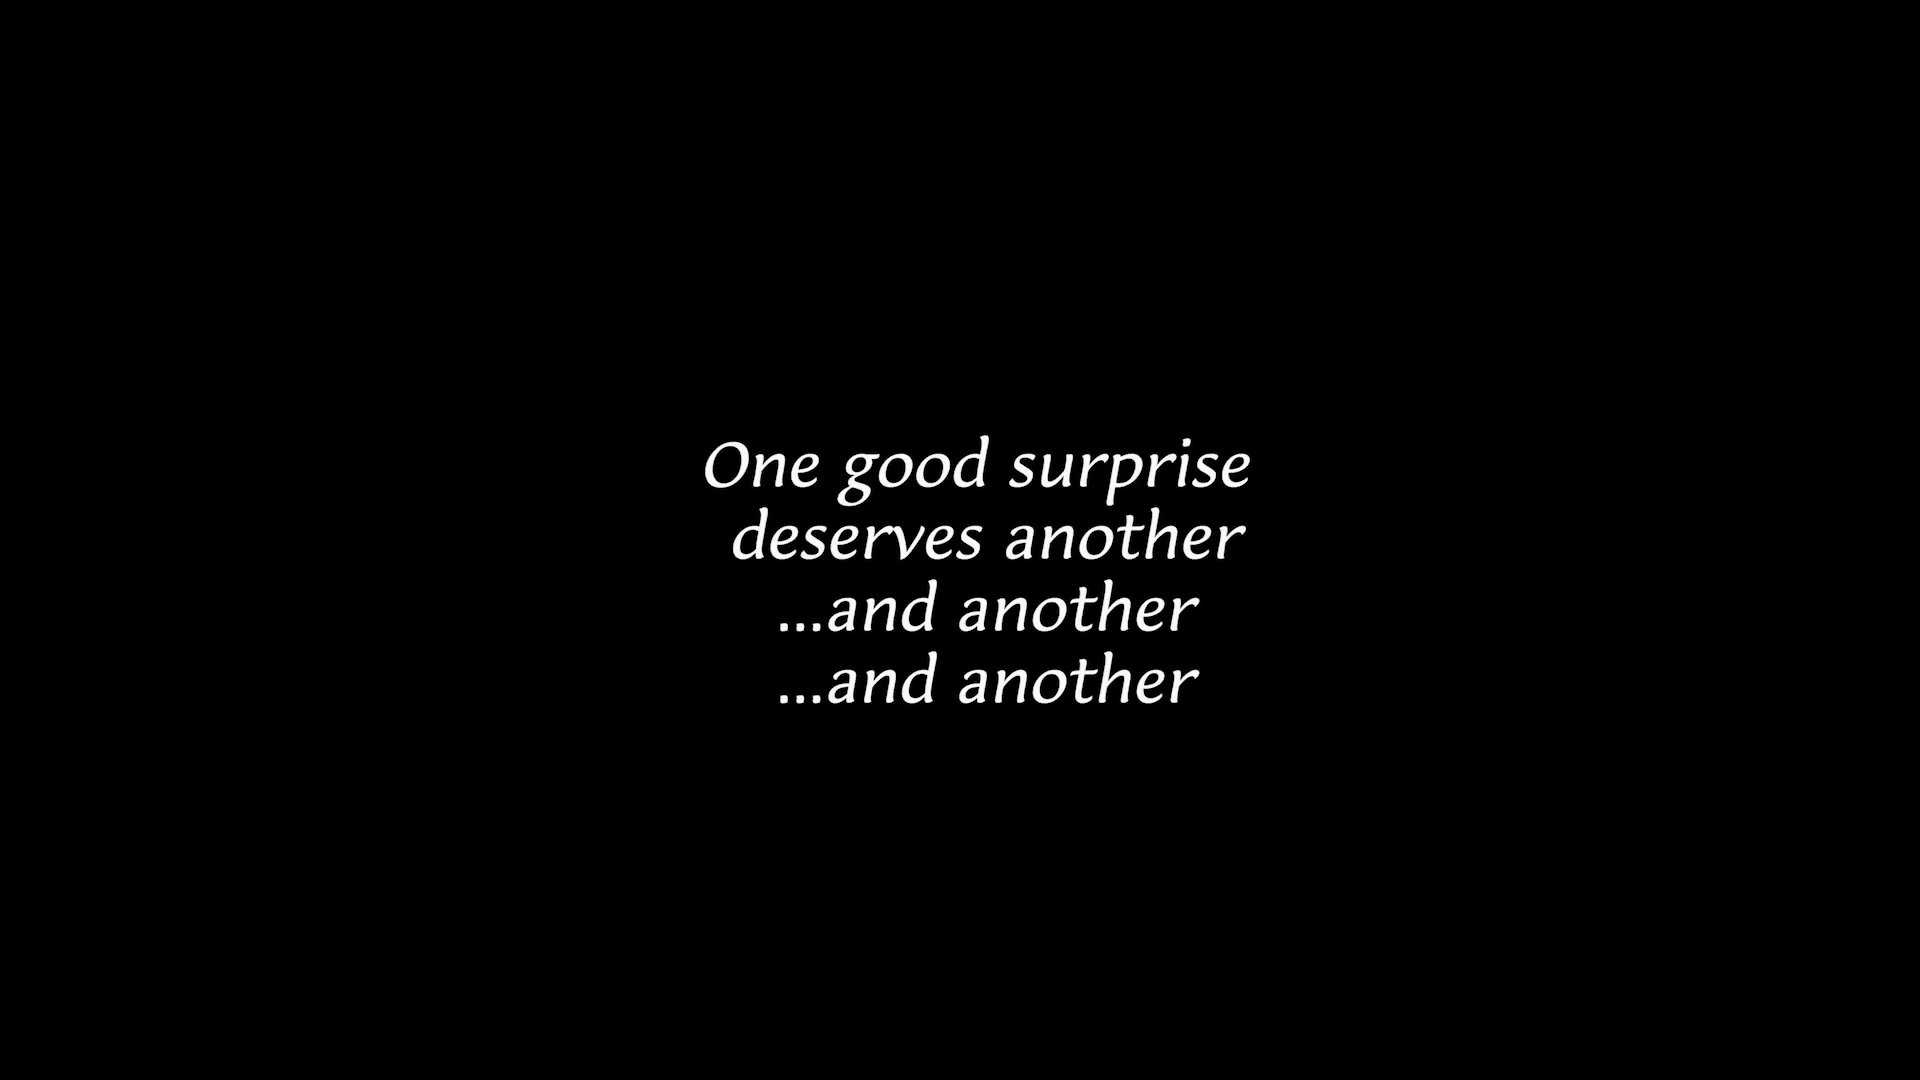 One good surprise
deserves another
...and another
...and another